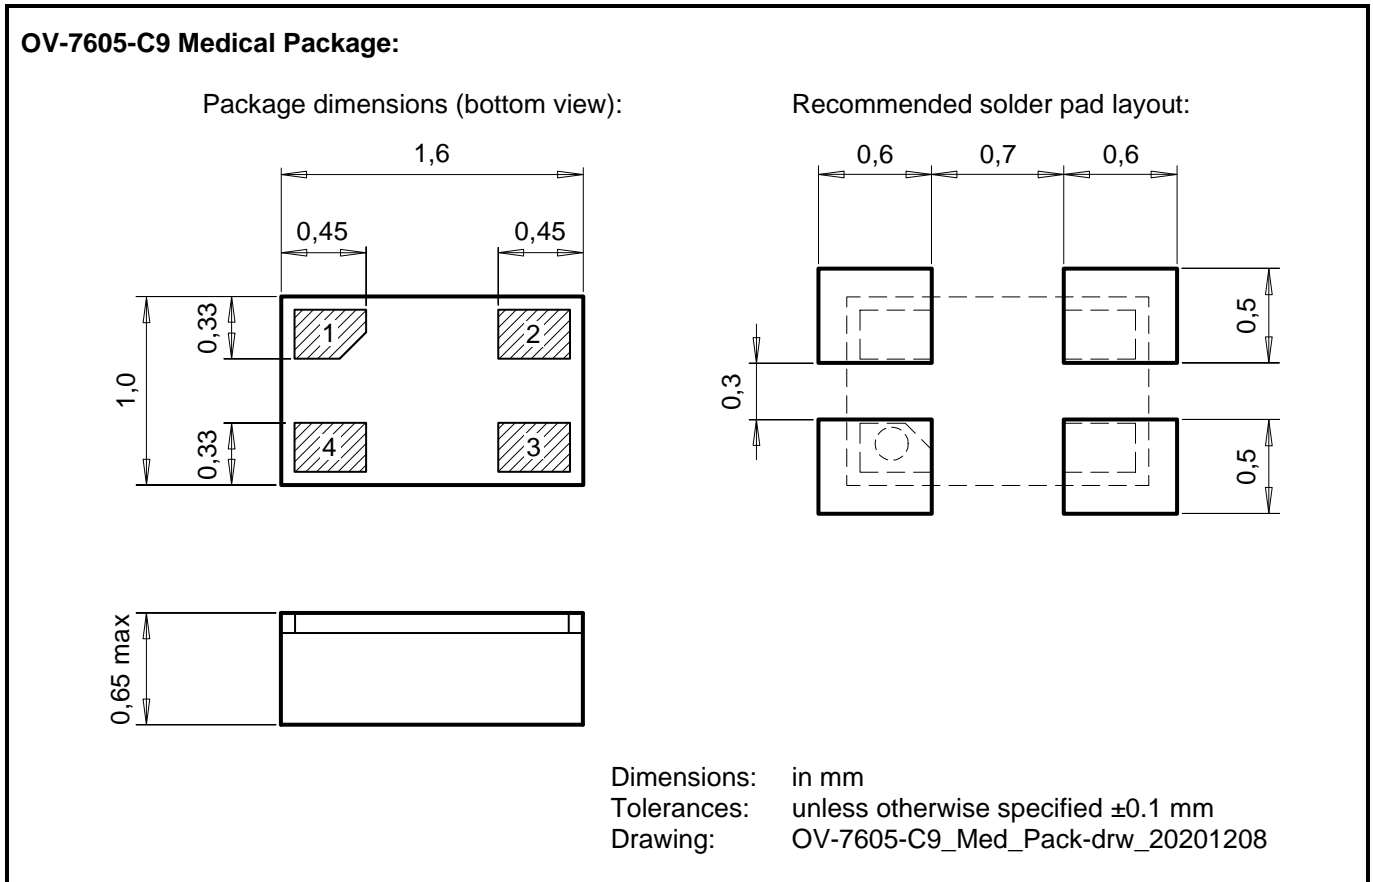 OV-7605-C9 Medical Package:
Package dimensions (bottom view):
Recommended solder pad layout:
1,6
0,6 0,7 0,6
0,45 0,45
1,0
0,33
0,33
1 2
4 3
0,3
0,5
0,5
0,65 max
Dimensions: in mm
Tolerances: unless otherwise specified ±0.1 mm
Drawing: OV-7605-C9_Med_Pack-drw_20201208